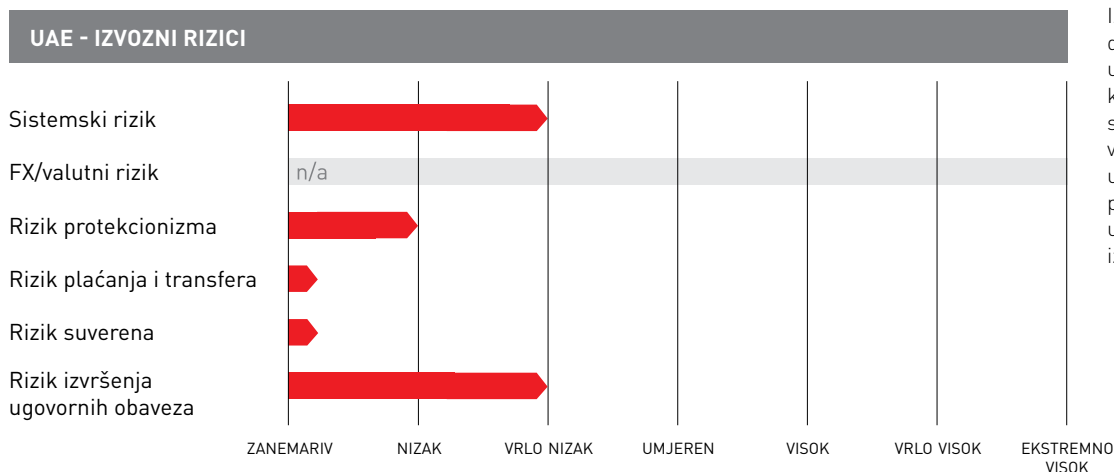 UAE - IZVOZNI RIZICI
Sistemski rizik
FX/valutni rizik
n/a
Rizik protekcionizma
Rizik plaćanja i transfera
Rizik suverena
Rizik izvršenja
ugovornih obaveza
ZANEMARIV NIZAK VRLO NIZAK UMJEREN VISOK VRLO VISOK EKSTREMNO
VISOK